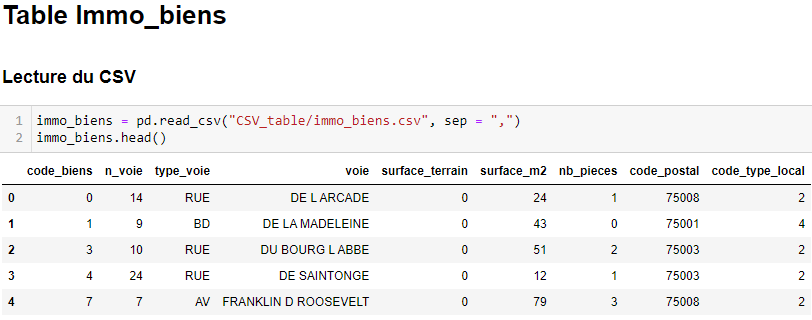 Table Immo_biens
Lecture du CSV
1 immo_biens = pd.read_csv("CSV_table/immo_biens.csv", sep = ",")
2 immo_biens.head()
code_biens n_voie type_voie voie surface_terrain surface_m2 nb_pieces code_postal code_type_local
0 0 14 RUE DE L ARCADE 0 24 1 75008 2
1 1 9 BD DE LA MADELEINE 0 43 0 75001 4
2 3 10 RUE DU BOURG L ABBE 0 51 2 75003 2
3 4 24 RUE DE SAINTONGE 0 12 1 75003 2
4 7 7 AV FRANKLIN D ROOSEVELT 0 79 3 75008 2